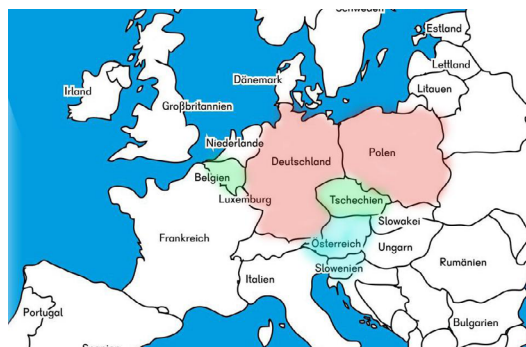 Schweden
Estland
Lettland
Litauen
Dänemark
Irland
Großbritannien
Niederlande
Deutschland
Polen
Belgien
Luxemburg
Tschechien
Slowakei
Frankreich
Österreich
Ungarn
Slowenien
Rumänien
Italien
Portugal
Bulgarien